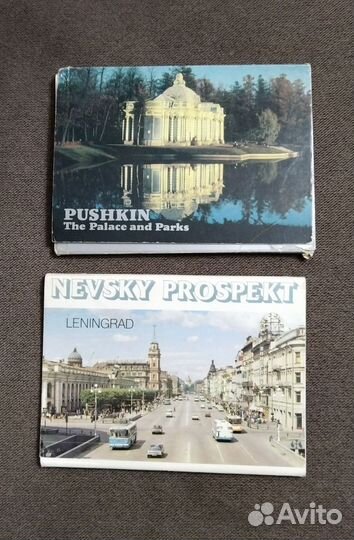 PUSHKIN
The Palace and Parks
NEVSKY PROSPEKT
LENINGRAD
Avito